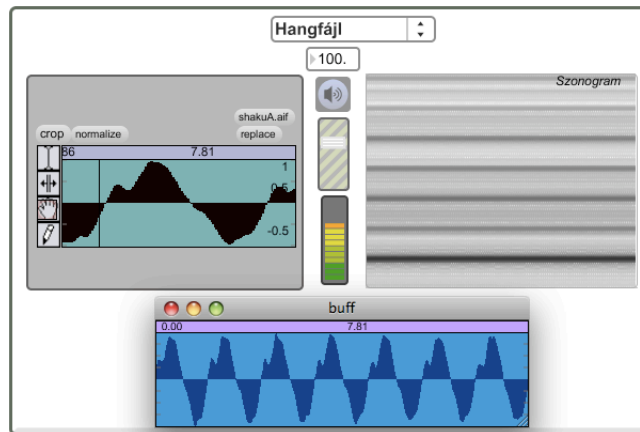 Hangfájl
100.
Szonogram
shakuA.aif
crop normalize replace
86 7.81
1
0.5
-0.5
buff
0.00 7.81